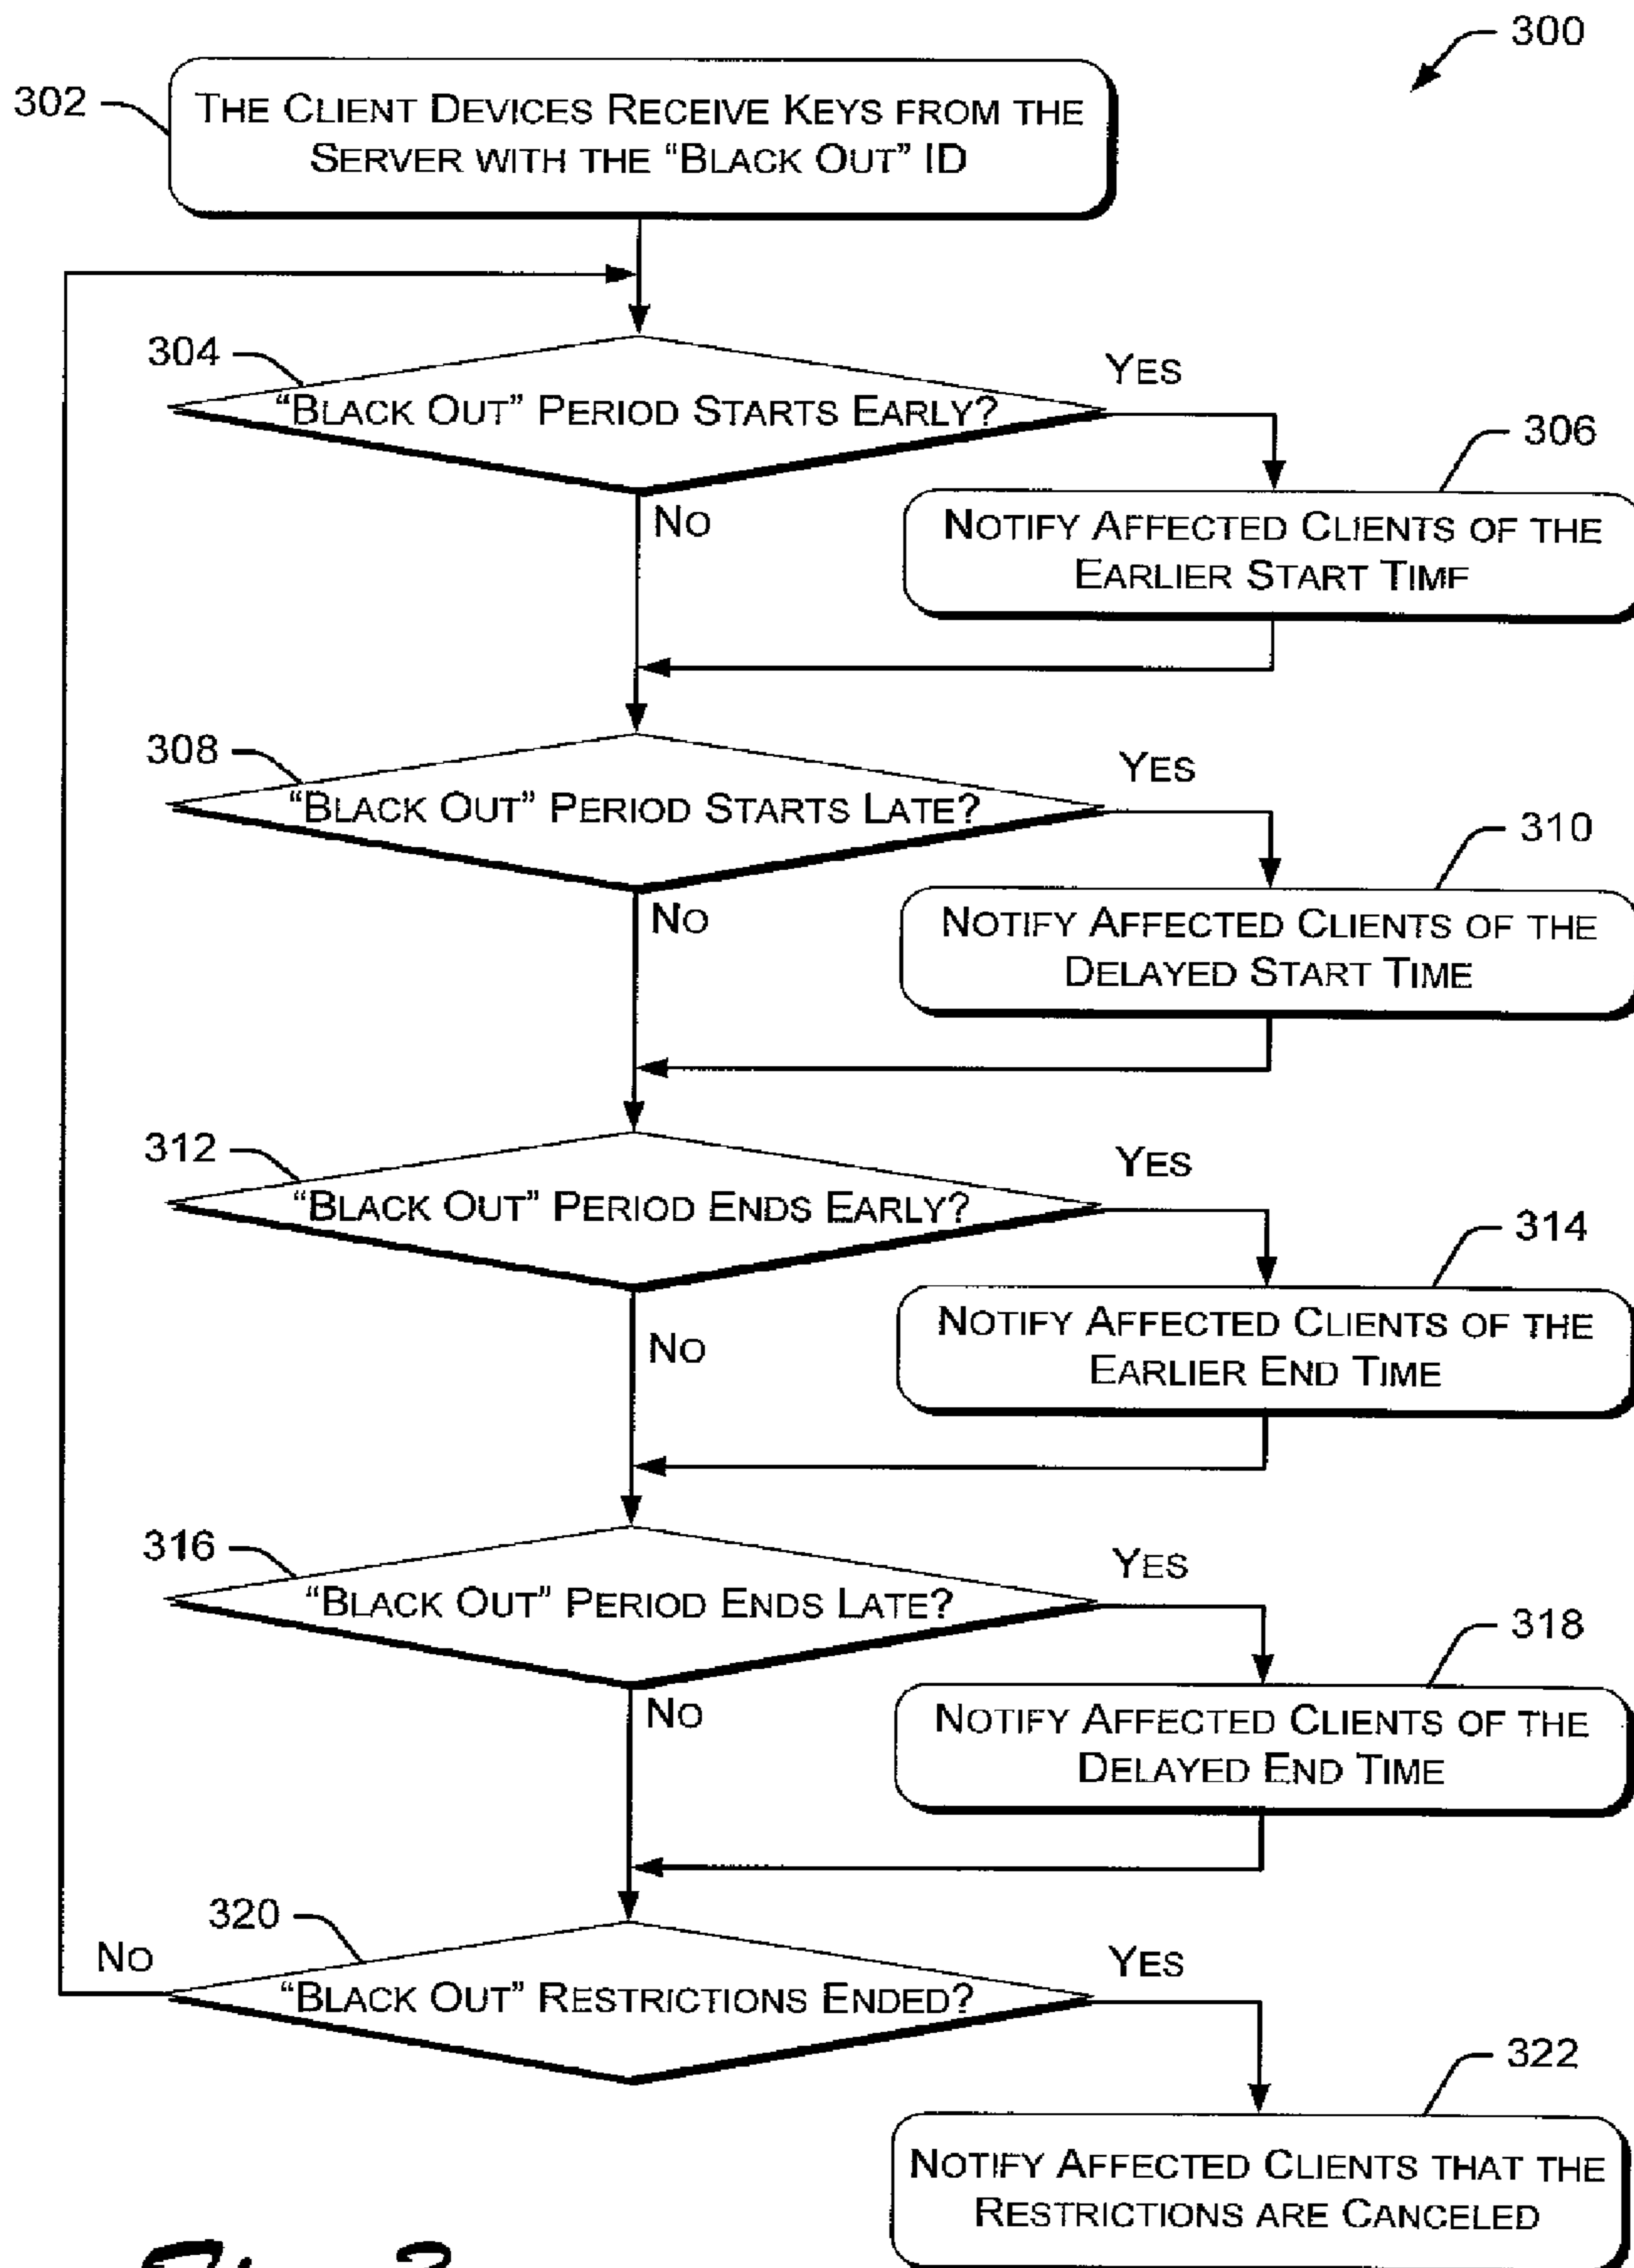 300
302
THE CLIENT DEVICES RECEIVE KEYS FROM THE
SERVER WITH THE “BLACK OUT” ID
304
“BLACK OUT” PERIOD STARTS EARLY?
YES
NO
306
NOTIFY AFFECTED CLIENTS OF THE
EARLIER START TIMF
308
“BLACK OUT” PERIOD STARTS LATE?
YES
NO
310
NOTIFY AFFECTED CLIENTS OF THE
DELAYED START TIME
312
“BLACK OUT” PERIOD ENDS EARLY?
YES
NO
314
NOTIFY AFFECTED CLIENTS OF THE
EARLIER END TIME
316
“BLACK OUT” PERIOD ENDS LATE?
YES
NO
318
NOTIFY AFFECTED CLIENTS OF THE
DELAYED END TIME
320
NO
“BLACK OUT” RESTRICTIONS ENDED?
YES
322
NOTIFY AFFECTED CLIENTS THAT THE
RESTRICTIONS ARE CANCELED